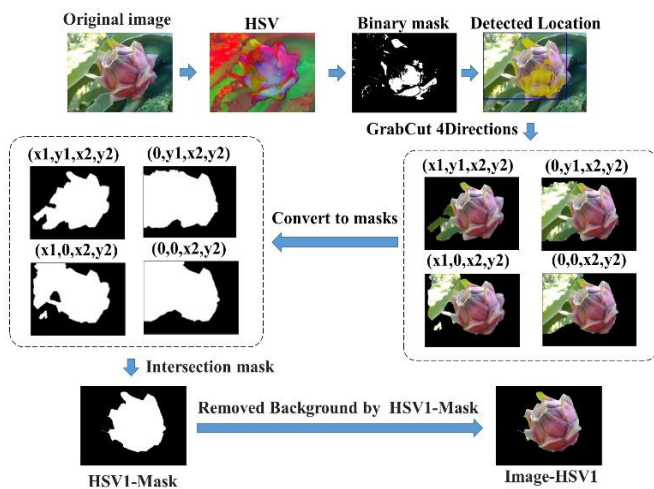 Original image
HSV
Binary mask
Detected Location
GrabCut 4Directions
(x1,y1,x2,y2)
(0,y1,x2,y2)
(x1,0,x2,y2)
(0,0,x2,y2)
Convert to masks
(x1,y1,x2,y2)
(0,y1,x2,y2)
(x1,0,x2,y2)
(0,0,x2,y2)
Intersection mask
Removed Background by HSV1-Mask
HSV1-Mask
Image-HSV1